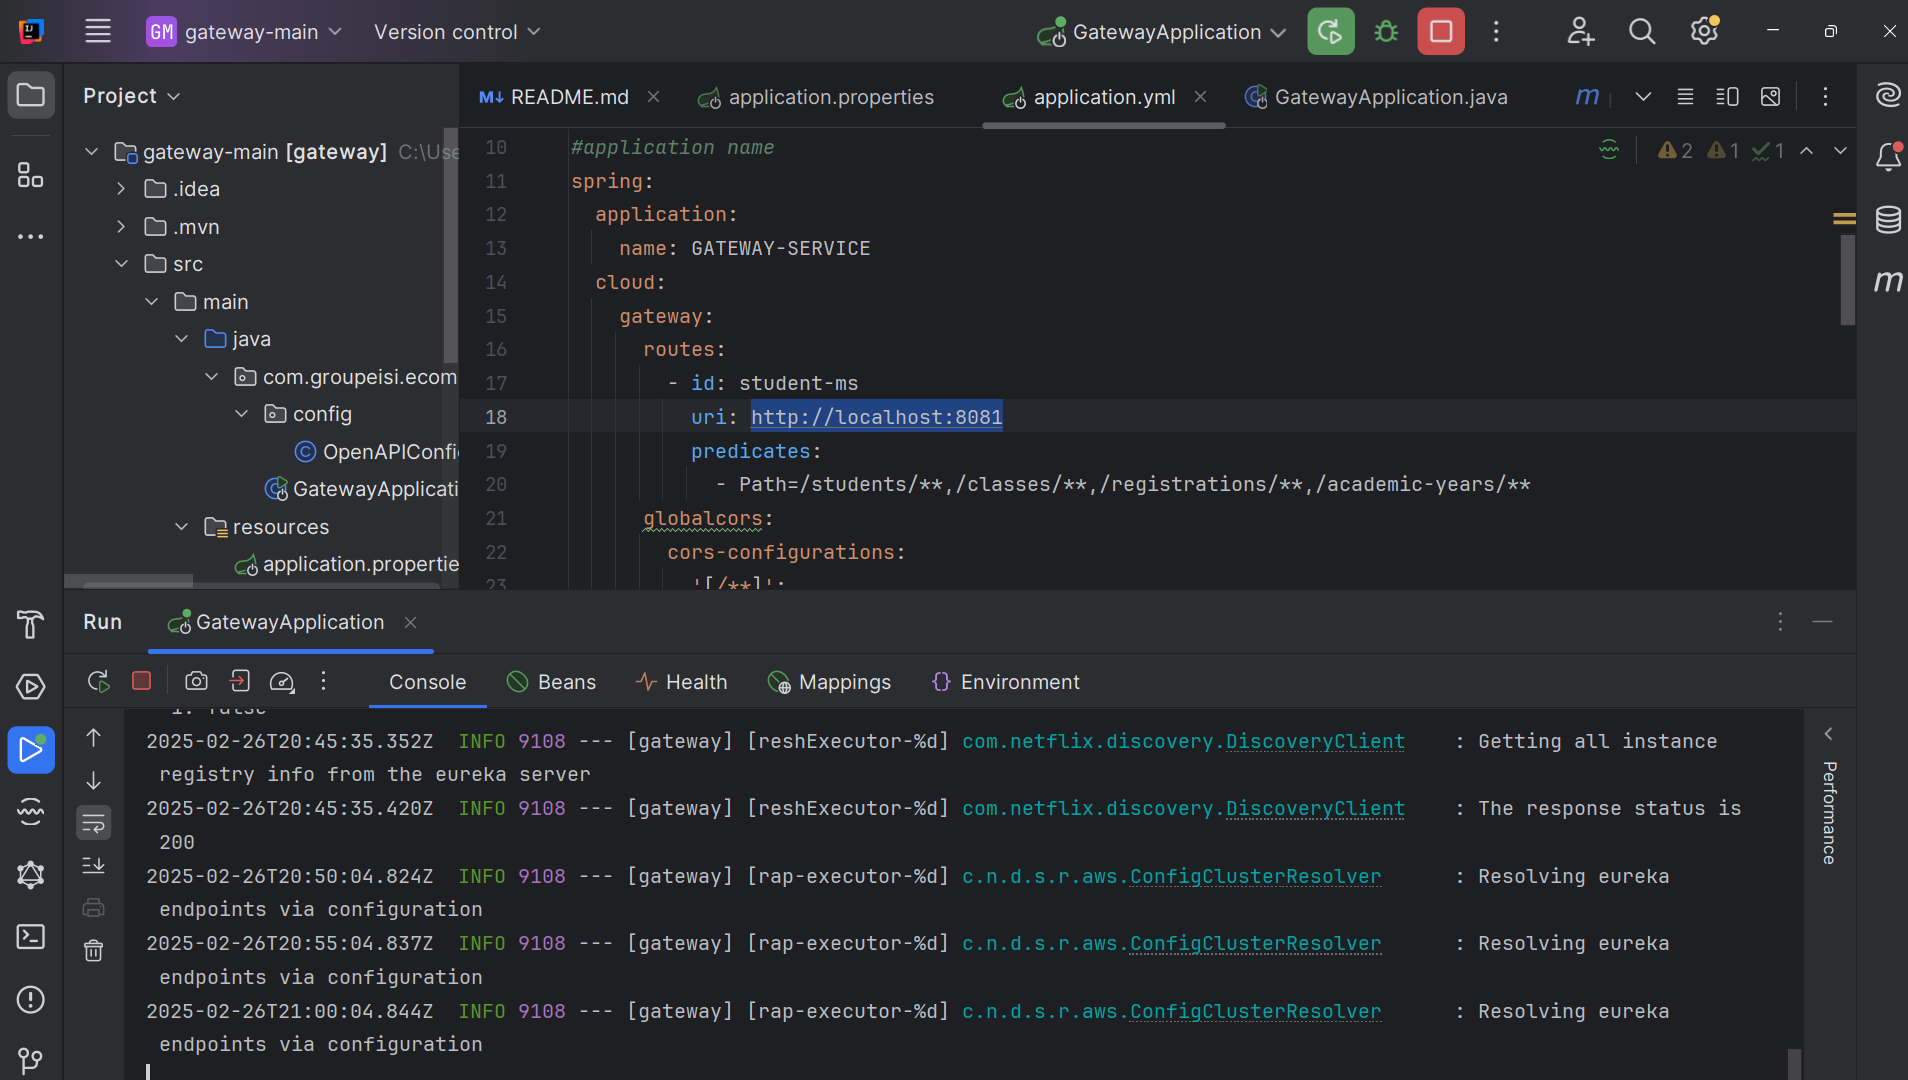 GM gateway-main Version control GatewayApplication
Project
README.md application.properties application.yml GatewayApplication.java
gateway-main [gateway] C:\Use
.idea
.mvn
src
main
java
com.groupeisi.ecom
config
OpenAPIConfi
GatewayApplicati
resources
application.propertie
10 #application name
2 1 1
11 spring:
12 application:
13 name: GATEWAY-SERVICE
14 cloud:
15 gateway:
16 routes:
17 - id: student-ms
18 uri: http://localhost:8081
19 predicates:
20 - Path=/students/**,/classes/**,/registrations/**,/academic-years/**
21 globalcors:
22 cors-configurations:
23 '[/**]':
Run GatewayApplication
Console Beans Health Mappings Environment
1: false
2025-02-26T20:45:35.352Z INFO 9108 --- [gateway] [reshExecutor-%d] com.netflix.discovery.DiscoveryClient : Getting all instance
registry info from the eureka server
2025-02-26T20:45:35.420Z INFO 9108 --- [gateway] [reshExecutor-%d] com.netflix.discovery.DiscoveryClient : The response status is
200
2025-02-26T20:50:04.824Z INFO 9108 --- [gateway] [rap-executor-%d] c.n.d.s.r.aws.ConfigClusterResolver : Resolving eureka
endpoints via configuration
2025-02-26T20:55:04.837Z INFO 9108 --- [gateway] [rap-executor-%d] c.n.d.s.r.aws.ConfigClusterResolver : Resolving eureka
endpoints via configuration
2025-02-26T21:00:04.844Z INFO 9108 --- [gateway] [rap-executor-%d] c.n.d.s.r.aws.ConfigClusterResolver : Resolving eureka
endpoints via configuration
Performance